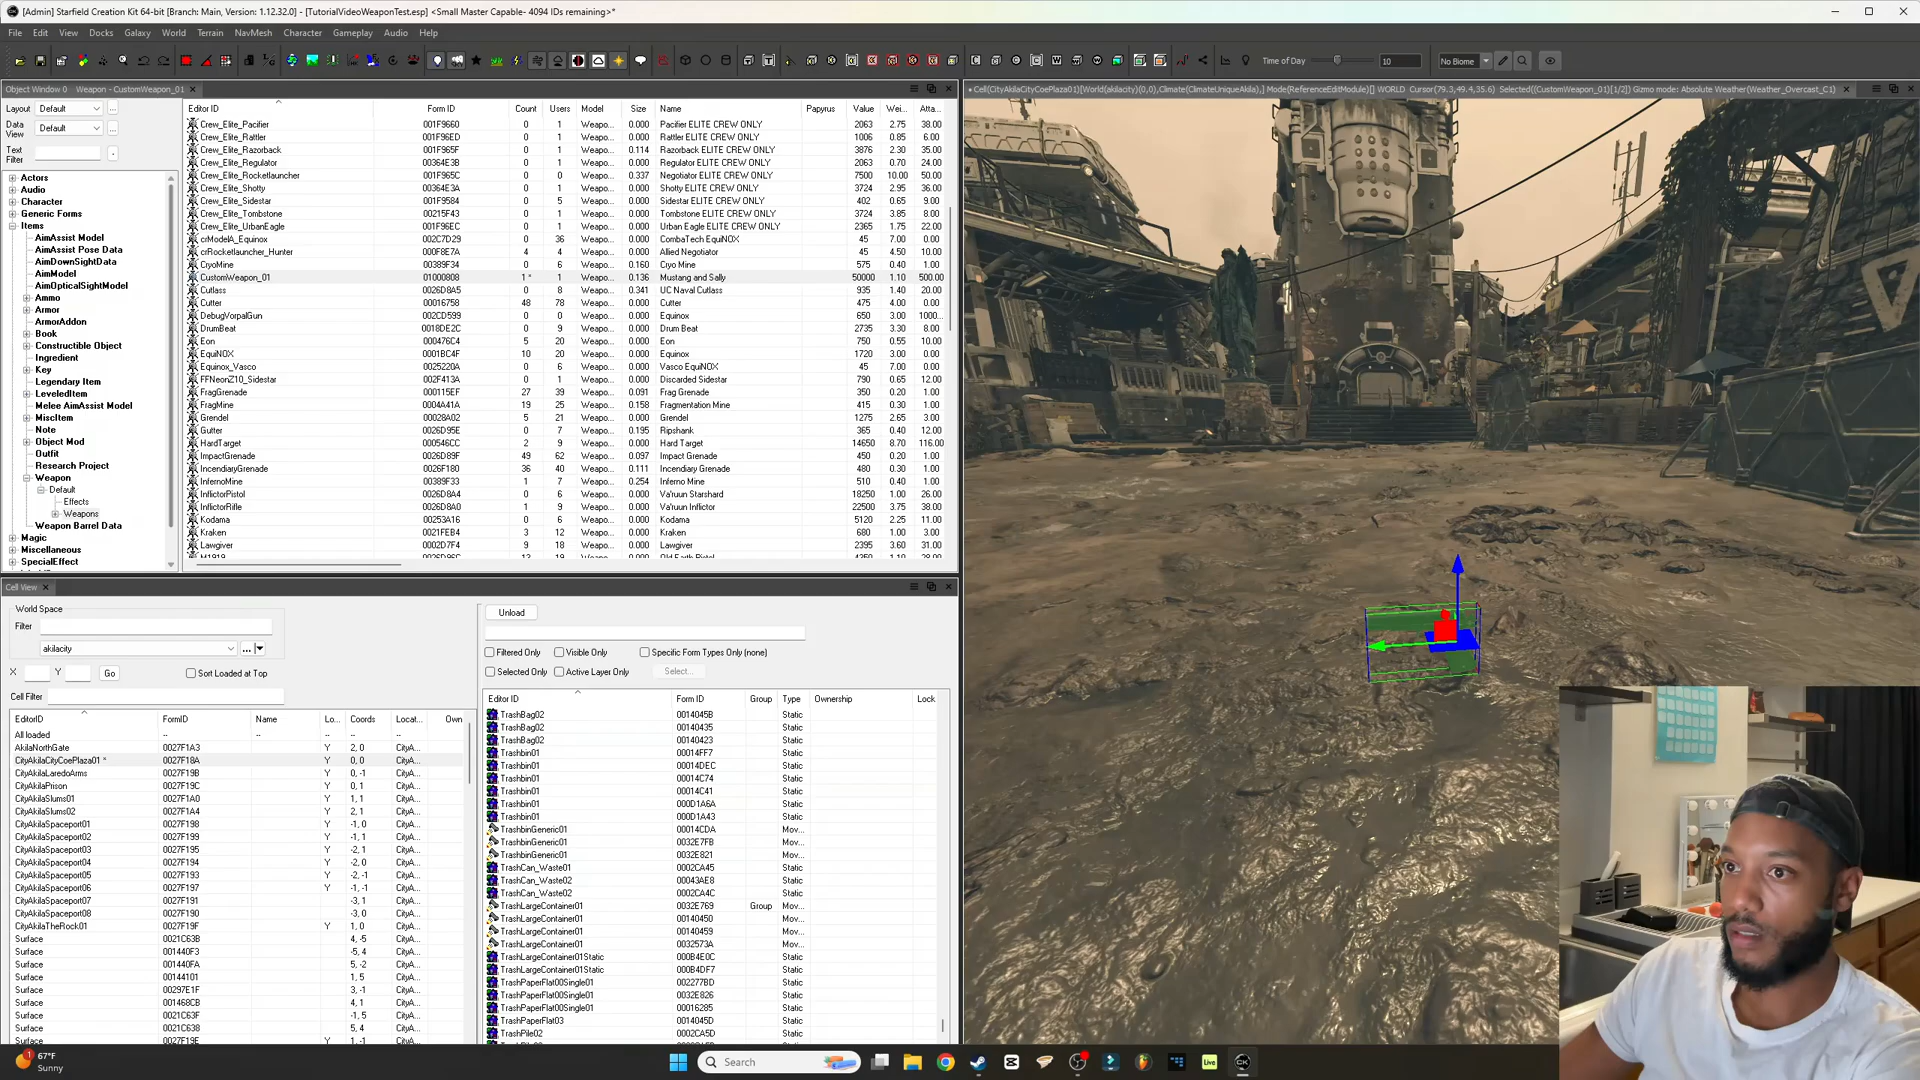 [Admin] Starfield Creation Kit 64-bit [Branch: Main, Version: 1.12.32.0] - [TutorialVideoWeaponTest.esp] <Small Master Capable- 4094 IDs remaining>*
File Edit View Docks Galaxy World Terrain NavMesh Character Gameplay Audio Help
Time of Day 10 No Biome
Object Window 0 Weapon - CustomWeapon_01
Layout Default ...
Data View Default ...
Text Filter
Actors
Audio
Character
Generic Forms
Items
AimAssist Model
AimAssist Pose Data
AimDownSightData
AimModel
AimOpticalSightModel
Ammo
Armor
ArmorAddon
Book
Constructible Object
Ingredient
Key
Legendary Item
LeveledItem
Melee AimAssist Model
MiscItem
Note
Object Mod
Outfit
Research Project
Weapon
Default
Effects
Weapons
Weapon Barrel Data
Magic
Miscellaneous
SpecialEffect
Editor ID Form ID Count Users Model Size Name Papyrus Value Wei... Atta...
Crew_Elite_Pacifier 001F9660 0 1 Weapo... 0.000 Pacifier ELITE CREW ONLY 2063 2.75 38.00
Crew_Elite_Rattler 001F96ED 0 1 Weapo... 0.000 Rattler ELITE CREW ONLY 1006 0.85 6.00
Crew_Elite_Razorback 001F965F 0 1 Weapo... 0.114 Razorback ELITE CREW ONLY 3876 2.30 35.00
Crew_Elite_Regulator 00364E3B 0 1 Weapo... 0.000 Regulator ELITE CREW ONLY 2063 0.70 24.00
Crew_Elite_Rocketlauncher 001F965C 0 0 Weapo... 0.337 Negotiator ELITE CREW ONLY 7500 10.00 50.00
Crew_Elite_Shotty 00364E3A 0 1 Weapo... 0.000 Shotty ELITE CREW ONLY 3724 2.95 36.00
Crew_Elite_Sidestar 001F9584 0 5 Weapo... 0.000 Sidestar ELITE CREW ONLY 402 0.65 9.00
Crew_Elite_Tombstone 00215F43 0 1 Weapo... 0.000 Tombstone ELITE CREW ONLY 3724 3.85 8.00
Crew_Elite_UrbanEagle 001F96EC 0 1 Weapo... 0.000 Urban Eagle ELITE CREW ONLY 2365 1.75 22.00
crModelA_Equinox 002C7D29 0 36 Weapo... 0.000 CombaTech EquiNOX 45 7.00 0.00
crRocketlauncher_Hunter 000F8E7A 4 4 Weapo... 0.000 Allied Negotiator 45 4.50 10.00
CryoMine 00389F34 0 6 Weapo... 0.160 Cryo Mine 575 0.40 1.00
CustomWeapon_01 01000808 1 * 1 Weapo... 0.136 Mustang and Sally 50000 1.10 500.00
Cutlass 0026D8A5 0 8 Weapo... 0.341 UC Naval Cutlass 935 1.40 20.00
Cutter 00016758 48 78 Weapo... 0.000 Cutter 475 4.00 0.00
DebugVorpalGun 002CD599 0 0 Weapo... 0.000 Equinox 650 3.00 1000...
DrumBeat 0018DE2C 0 9 Weapo... 0.000 Drum Beat 2735 3.30 8.00
Eon 000476C4 5 20 Weapo... 0.000 Eon 750 0.55 10.00
EquiNOX 0001BC4F 10 20 Weapo... 0.000 Equinox 1720 3.00 0.00
Equinox_Vasco 0025220A 0 6 Weapo... 0.000 Vasco EquiNOX 45 7.00 0.00
FFNeonZ10_Sidestar 002F413A 0 1 Weapo... 0.000 Discarded Sidestar 790 0.65 12.00
FragGrenade 000115EF 27 39 Weapo... 0.091 Frag Grenade 350 0.20 1.00
FragMine 0004A41A 19 25 Weapo... 0.158 Fragmentation Mine 415 0.30 1.00
Grendel 00028A02 5 21 Weapo... 0.000 Grendel 1275 2.65 3.00
Gutter 0026D95E 0 7 Weapo... 0.195 Ripshank 365 0.40 12.00
HardTarget 000546CC 2 9 Weapo... 0.000 Hard Target 14650 8.70 116.00
ImpactGrenade 0026D89F 49 62 Weapo... 0.097 Impact Grenade 450 0.20 1.00
IncendiaryGrenade 0026F180 36 40 Weapo... 0.111 Incendiary Grenade 480 0.30 1.00
InfernoMine 00389F33 1 7 Weapo... 0.254 Inferno Mine 510 0.40 1.00
InflictorPistol 0026D8A4 0 6 Weapo... 0.000 Va'ruun Starshard 18250 1.00 26.00
InflictorRifle 0026D8A0 1 9 Weapo... 0.000 Va'ruun Inflictor 22500 3.75 38.00
Kodama 00253A16 0 6 Weapo... 0.000 Kodama 5120 2.25 11.00
Kraken 0021FEB4 3 12 Weapo... 0.000 Kraken 680 1.00 3.00
Lawgiver 0002D7F4 9 18 Weapo... 0.000 Lawgiver 2395 3.60 31.00
Cell(CityAkilaCityCoePlaza01)[World(akilacity)(0,0),Climate(ClimateUniqueAkila),] Mode(ReferenceEditModule)[] WORLD Cursor(79.3,49.4,35.6) Selected((CustomWeapon_01)[1/2]) Gizmo mode: Absolute Weather(Weather_Overcast_C1)
Cell View
World Space
Filter
akilacity ...
X Y Go Sort Loaded at Top
Cell Filter
EditorID FormID Name Lo... Coords Locat... Own
All loaded -- -- -- --
AkilaNorthGate 0027F1A3 Y 2, 0 CityA...
CityAkilaCityCoePlaza01 * 0027F18A Y 0, 0 CityA...
CityAkilaLaredoArms 0027F19B Y 0, -1 CityA...
CityAkilaPrison 0027F19C Y 0, 1 CityA...
CityAkilaSlums01 0027F1A0 Y 1, 1 CityA...
CityAkilaSlums02 0027F1A4 Y 2, 1 CityA...
CityAkilaSpaceport01 0027F198 Y -1, 0 CityA...
CityAkilaSpaceport02 0027F199 Y -1, 1 CityA...
CityAkilaSpaceport03 0027F195 Y -2, 1 CityA...
CityAkilaSpaceport04 0027F194 Y -2, 0 CityA...
CityAkilaSpaceport05 0027F193 Y -2, -1 CityA...
CityAkilaSpaceport06 0027F197 Y -1, -1 CityA...
CityAkilaSpaceport07 0027F191 -3, 1 CityA...
CityAkilaSpaceport08 0027F190 -3, 0 CityA...
CityAkilaTheRock01 0027F19F Y 1, 0 CityA...
Surface 0021C63B 4, -5 CityA...
Surface 001440F3 -5, 4 CityA...
Surface 001440FA 5, -2 CityA...
Surface 00144101 1, 5 CityA...
Surface 00297E1F 3, -1 CityA...
Surface 001468CB 4, 1 CityA...
Surface 0021C63F -1, 5 CityA...
Surface 0021C638 5, 4 CityA...
Surface 0027F19E Y 1, -1 CityA...
Unload
Filtered Only Visible Only Specific Form Types Only (none)
Selected Only Active Layer Only Select...
Editor ID Form ID Group Type Ownership Lock
TrashBag02 0014045B Static
TrashBag02 00140435 Static
TrashBag02 00140423 Static
Trashbin01 00014FF7 Static
Trashbin01 00014DEC Static
Trashbin01 00014C74 Static
Trashbin01 00014C41 Static
Trashbin01 000D1A6A Static
Trashbin01 000D1A43 Static
TrashbinGeneric01 00014CDA Mov...
TrashbinGeneric01 0032E7FB Mov...
TrashbinGeneric01 0032E821 Mov...
TrashCan_Waste01 0002CA45 Static
TrashCan_Waste02 00043AE8 Static
TrashCan_Waste02 0002CA4C Static
TrashLargeContainer01 0032E769 Group Mov...
TrashLargeContainer01 00140450 Mov...
TrashLargeContainer01 00140459 Mov...
TrashLargeContainer01 0032573A Mov...
TrashLargeContainer01Static 000B4E0C Static
TrashLargeContainer01Static 000B4DF7 Static
TrashPaperFlat00Single01 002277BD Static
TrashPaperFlat00Single01 0032E826 Static
TrashPaperFlat00Single01 00016285 Static
TrashPaperFlat03 0014045D Static
TrashPile02 0002CA5D Static
67°F
Sunny
Search
Live
CK